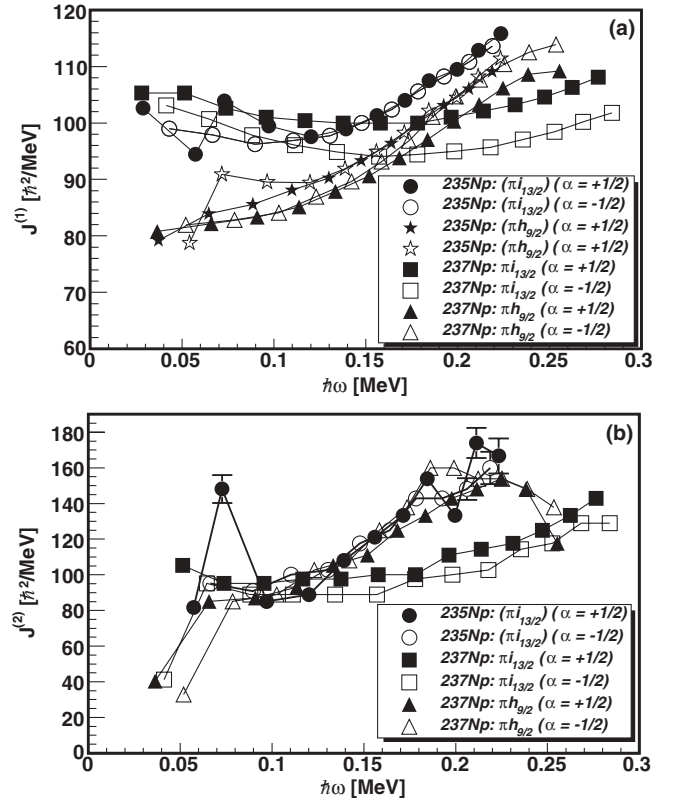 (a)
J(1) [ℏ²/MeV]
120
110
100
90
80
70
60
235Np: (πi13/2) (α = +1/2)
235Np: (πi13/2) (α = -1/2)
235Np: (πh9/2) (α = +1/2)
235Np: (πh9/2) (α = +1/2)
237Np: πi13/2 (α = +1/2)
237Np: πi13/2 (α = -1/2)
237Np: πh9/2 (α = +1/2)
237Np: πh9/2 (α = -1/2)
0 0.05 0.1 0.15 0.2 0.25 0.3
ℏω [MeV]
(b)
J(2) [ℏ²/MeV]
180
160
140
120
100
80
60
40
20
0
235Np: (πi13/2) (α = +1/2)
235Np: (πi13/2) (α = -1/2)
237Np: πi13/2 (α = +1/2)
237Np: πi13/2 (α = -1/2)
237Np: πh9/2 (α = +1/2)
237Np: πh9/2 (α = -1/2)
0 0.05 0.1 0.15 0.2 0.25 0.3
ℏω [MeV]